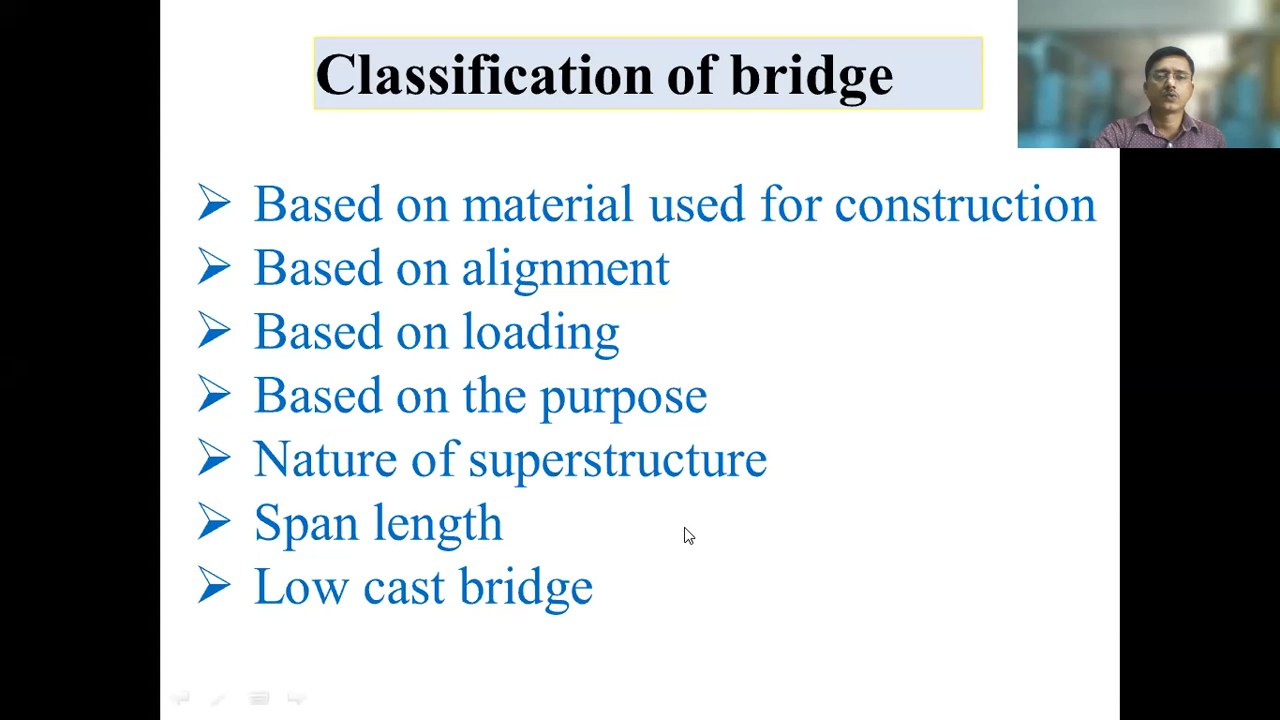 Classification of bridge
Based on material used for construction
Based on alignment
Based on loading
Based on the purpose
Nature of superstructure
Span length
Low cast bridge